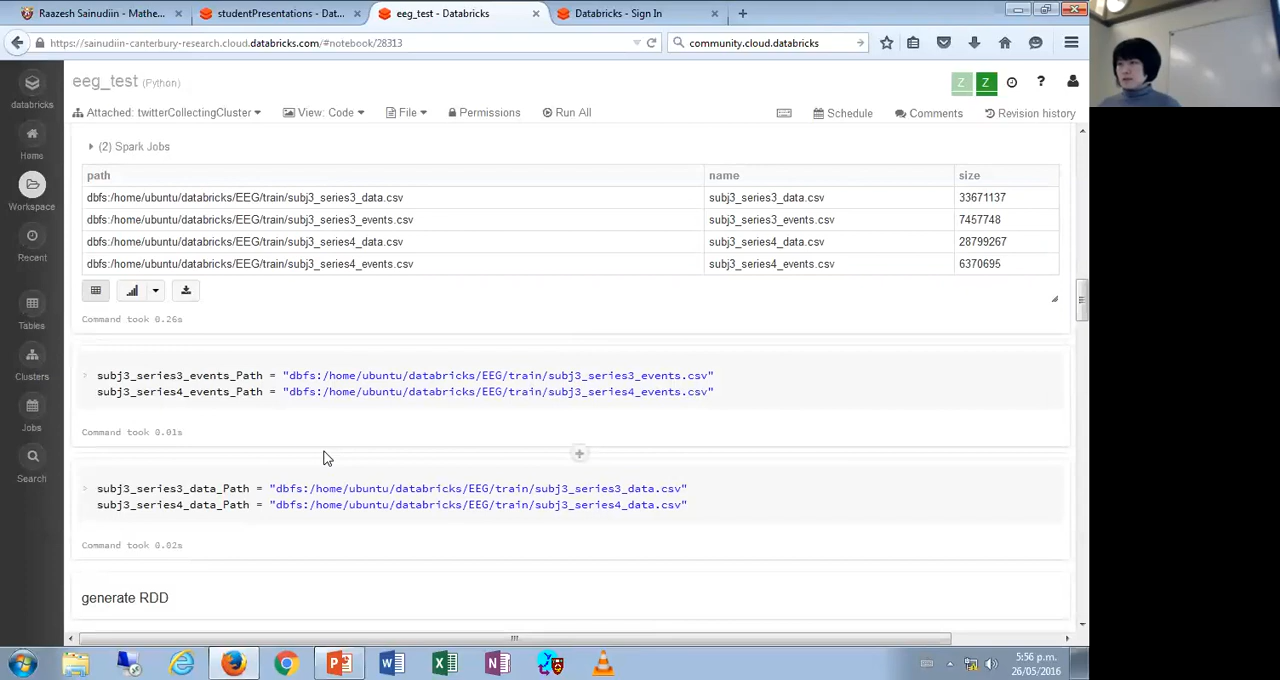 Raazesh Sainudiin - Mathe...
studentPresentations - Dat...
eeg_test - Databricks
Databricks - Sign In
https://sainudiin-canterbury-research.cloud.databricks.com/#notebook/28313
community.cloud.databricks
eeg_test (Python)
Z Z
Attached: twitterCollectingCluster View: Code File Permissions Run All Schedule Comments Revision history
databricks
Home
Workspace
Recent
Tables
Clusters
Jobs
Search
(2) Spark Jobs
path name size
dbfs:/home/ubuntu/databricks/EEG/train/subj3_series3_data.csv subj3_series3_data.csv 33671137
dbfs:/home/ubuntu/databricks/EEG/train/subj3_series3_events.csv subj3_series3_events.csv 7457748
dbfs:/home/ubuntu/databricks/EEG/train/subj3_series4_data.csv subj3_series4_data.csv 28799267
dbfs:/home/ubuntu/databricks/EEG/train/subj3_series4_events.csv subj3_series4_events.csv 6370695
Command took 0.26s
subj3_series3_events_Path = "dbfs:/home/ubuntu/databricks/EEG/train/subj3_series3_events.csv"
subj3_series4_events_Path = "dbfs:/home/ubuntu/databricks/EEG/train/subj3_series4_events.csv"
Command took 0.01s
subj3_series3_data_Path = "dbfs:/home/ubuntu/databricks/EEG/train/subj3_series3_data.csv"
subj3_series4_data_Path = "dbfs:/home/ubuntu/databricks/EEG/train/subj3_series4_data.csv"
Command took 0.02s
generate RDD
5:56 p.m.
26/05/2016